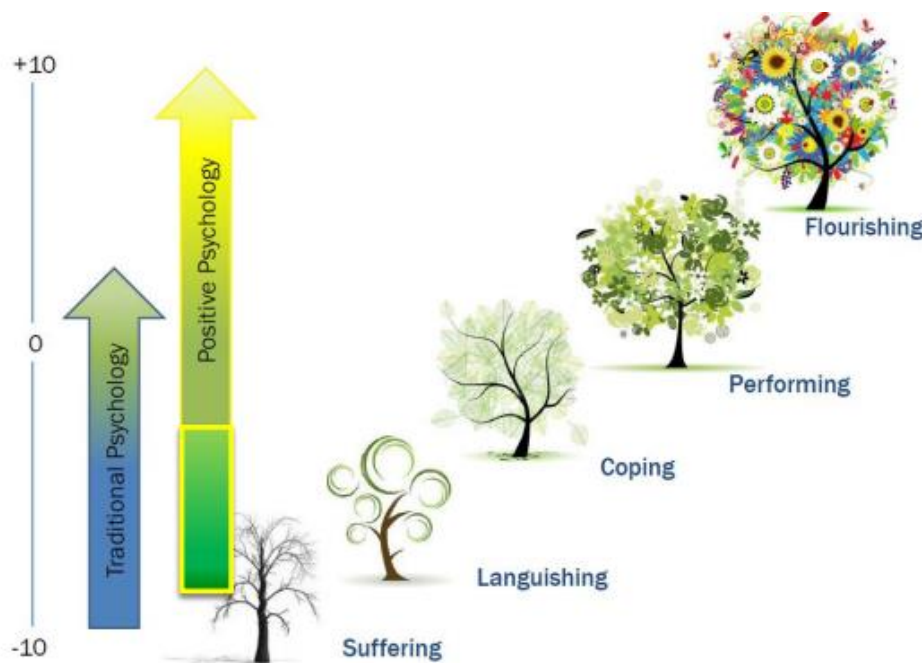 +10
0
-10
Traditional Psychology
Positive Psychology
Flourishing
Performing
Coping
Languishing
Suffering